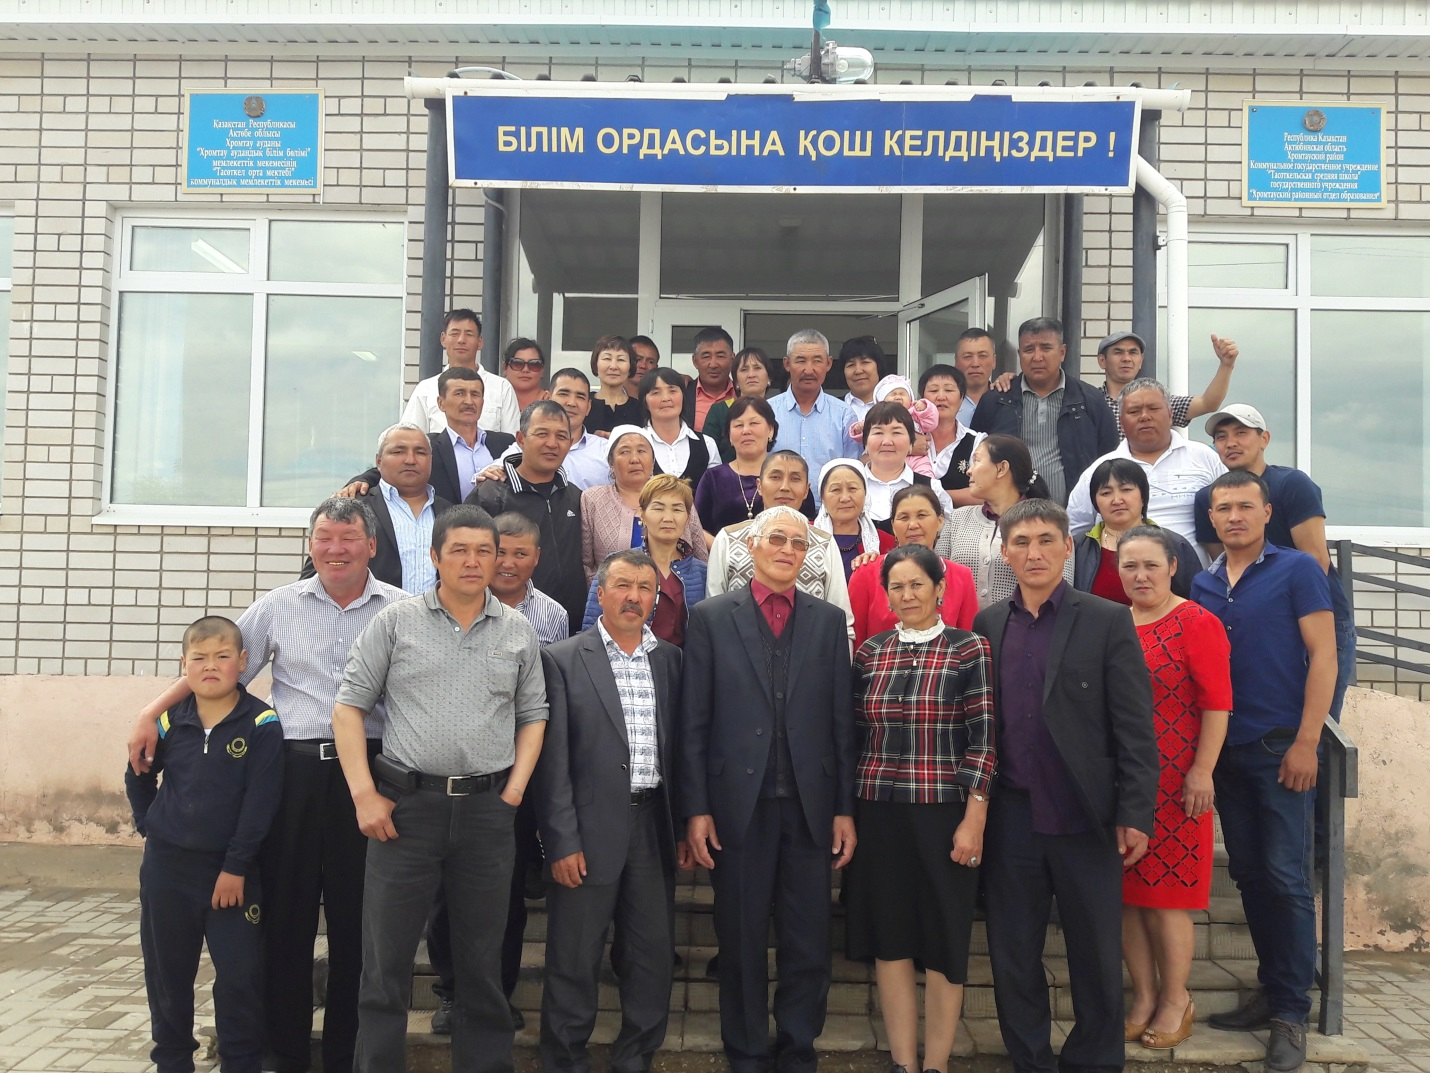 Қазақстан Республикасы
Ақтөбе облысы
Хромтау ауданы
"Хромтау аудандық білім бөлімі"
мемлекеттік мекемесінің
"Тасөткел орта мектебі"
коммуналдық мемлекеттік мекемесі
БІЛІМ ОРДАСЫНА ҚОШ КЕЛДІҢІЗДЕР !
Республика Казахстан
Актюбинская область
Хромтауский район
Коммунальное государственное учреждение
"Тасоткельская средняя школа"
государственного учреждения
"Хромтауский районный отдел образования"